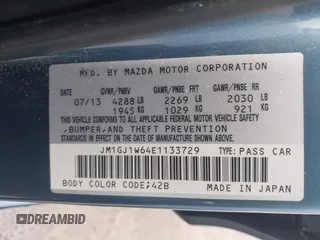 MFD. BY MAZDA MOTOR CORPORATION
GVWR/PNBV GAWR/PNBE FRT GAWR/PNBE RR
07/13 4288 LB 2269 LB 2030 LB
1945 KG 1029 KG 921 KG
THIS VEHICLE CONFORMS TO ALL APPLICABLE FEDERAL
MOTOR VEHICLE SAFETY
, BUMPER, AND THEFT PREVENTION
STANDARDS IN EFFECT ON THE DATE OF MANUFACTURE SHOWN ABOVE.
JM1GJ1W64E1133729 TYPE: PASS CAR
BODY COLOR CODE;42B
MADE IN JAPAN
DREAMBID.COM